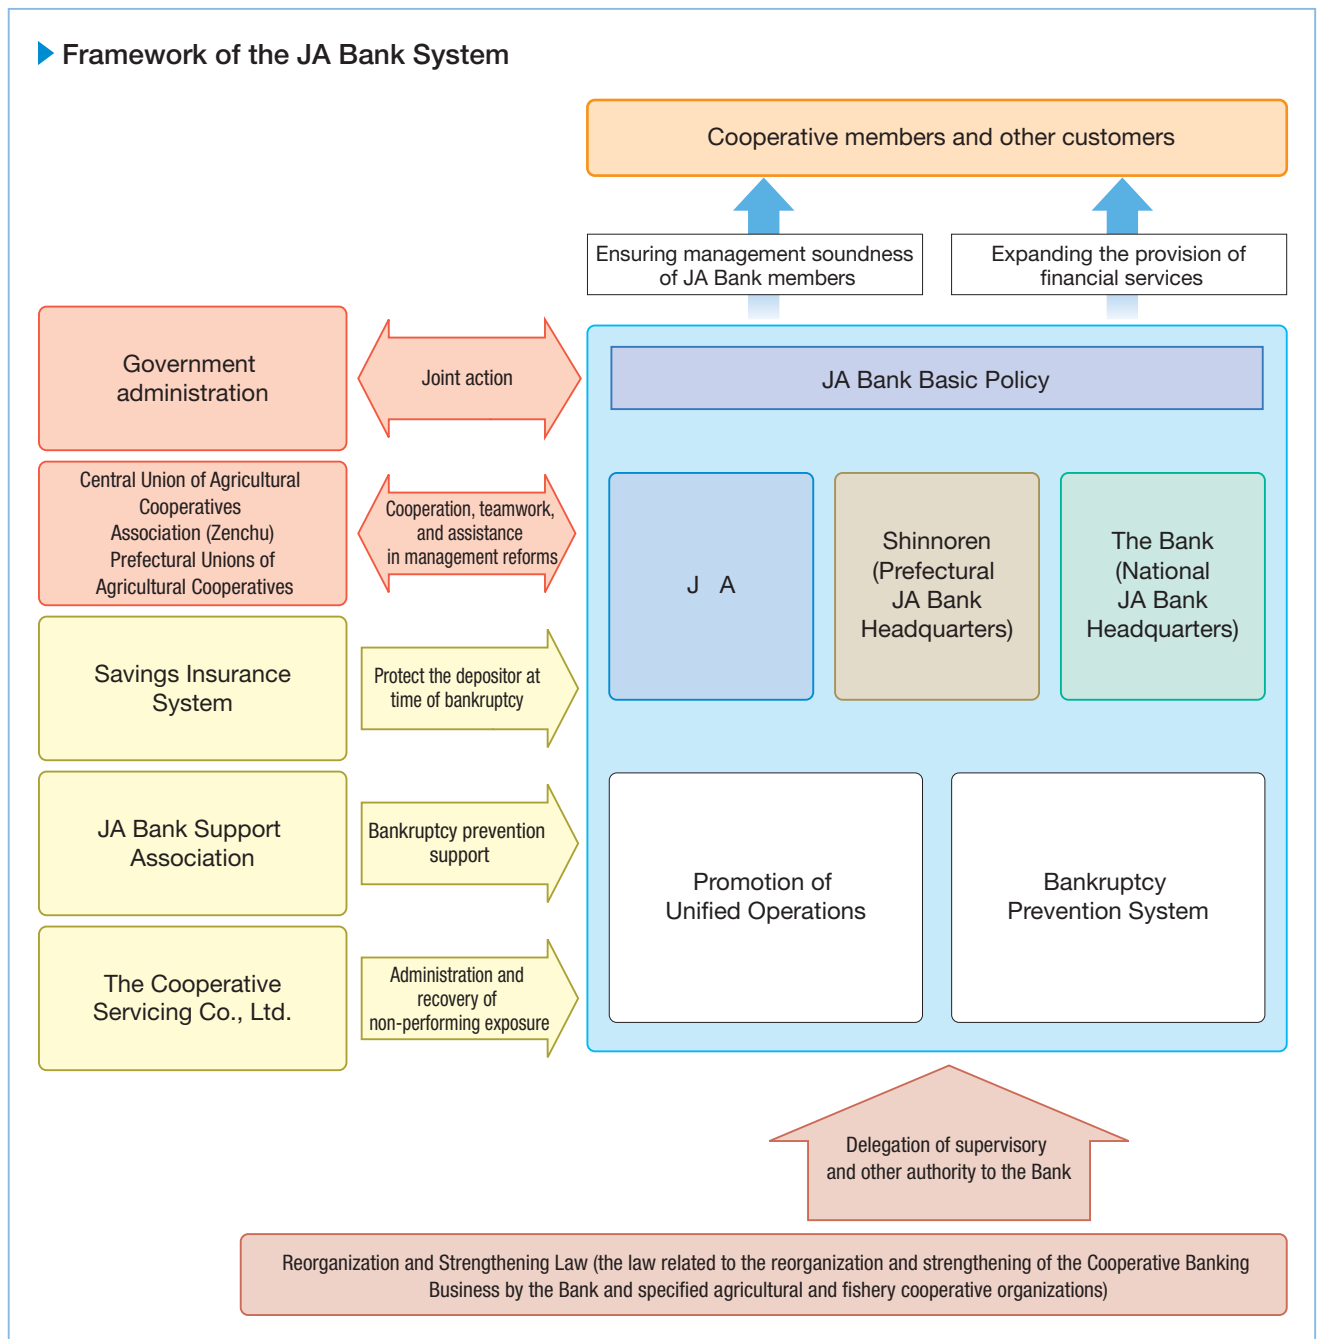 Framework of the JA Bank System
Cooperative members and other customers
Ensuring management soundness
of JA Bank members
Expanding the provision of
financial services
Government
administration
Joint action
JA Bank Basic Policy
Central Union of Agricultural
Cooperatives
Association (Zenchu)
Prefectural Unions of
Agricultural Cooperatives
Cooperation, teamwork,
and assistance
in management reforms
J A
Shinnoren
(Prefectural
JA Bank
Headquarters)
The Bank
(National
JA Bank
Headquarters)
Savings Insurance
System
Protect the depositor at
time of bankruptcy
JA Bank Support
Association
Bankruptcy prevention
support
Promotion of
Unified Operations
Bankruptcy
Prevention System
The Cooperative
Servicing Co., Ltd.
Administration and
recovery of
non-performing exposure
Delegation of supervisory
and other authority to the Bank
Reorganization and Strengthening Law (the law related to the reorganization and strengthening of the Cooperative Banking
Business by the Bank and specified agricultural and fishery cooperative organizations)